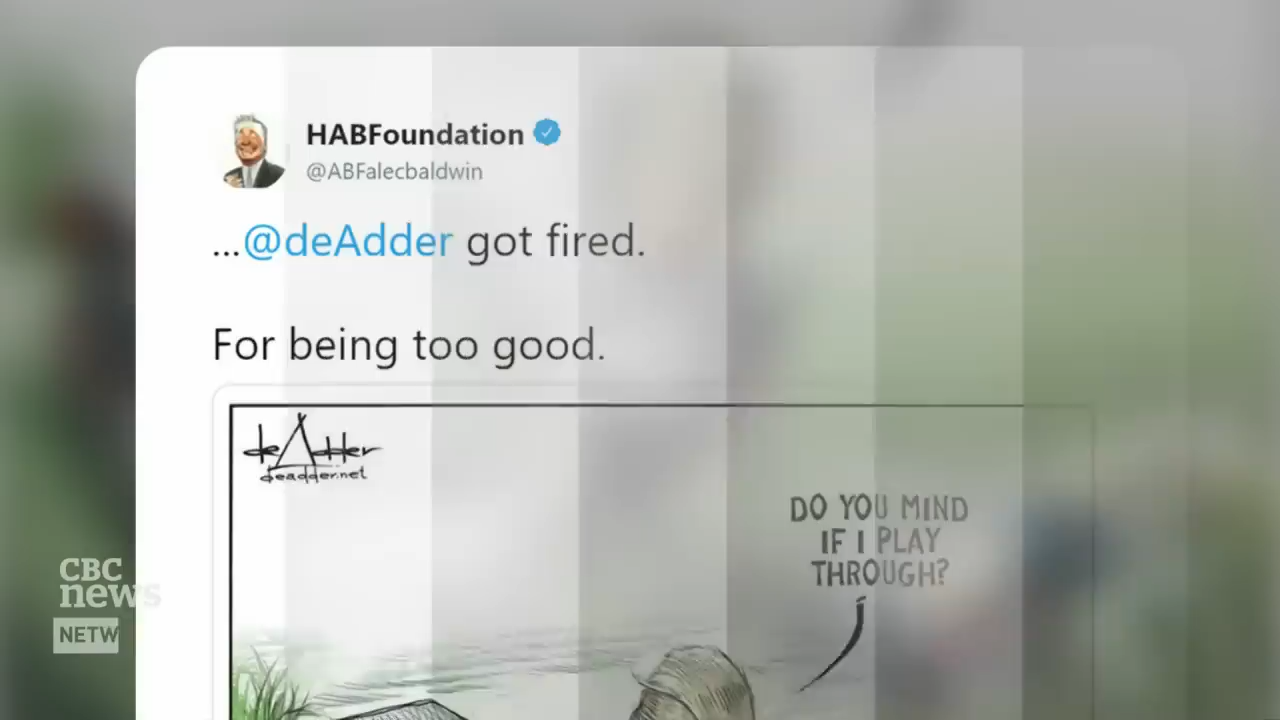 HABFoundation
@ABFalecbaldwin
...@deAdder got fired.
For being too good.
deAdder
deadder.net
DO YOU MIND
IF I PLAY
THROUGH?
CBC
news
NETW